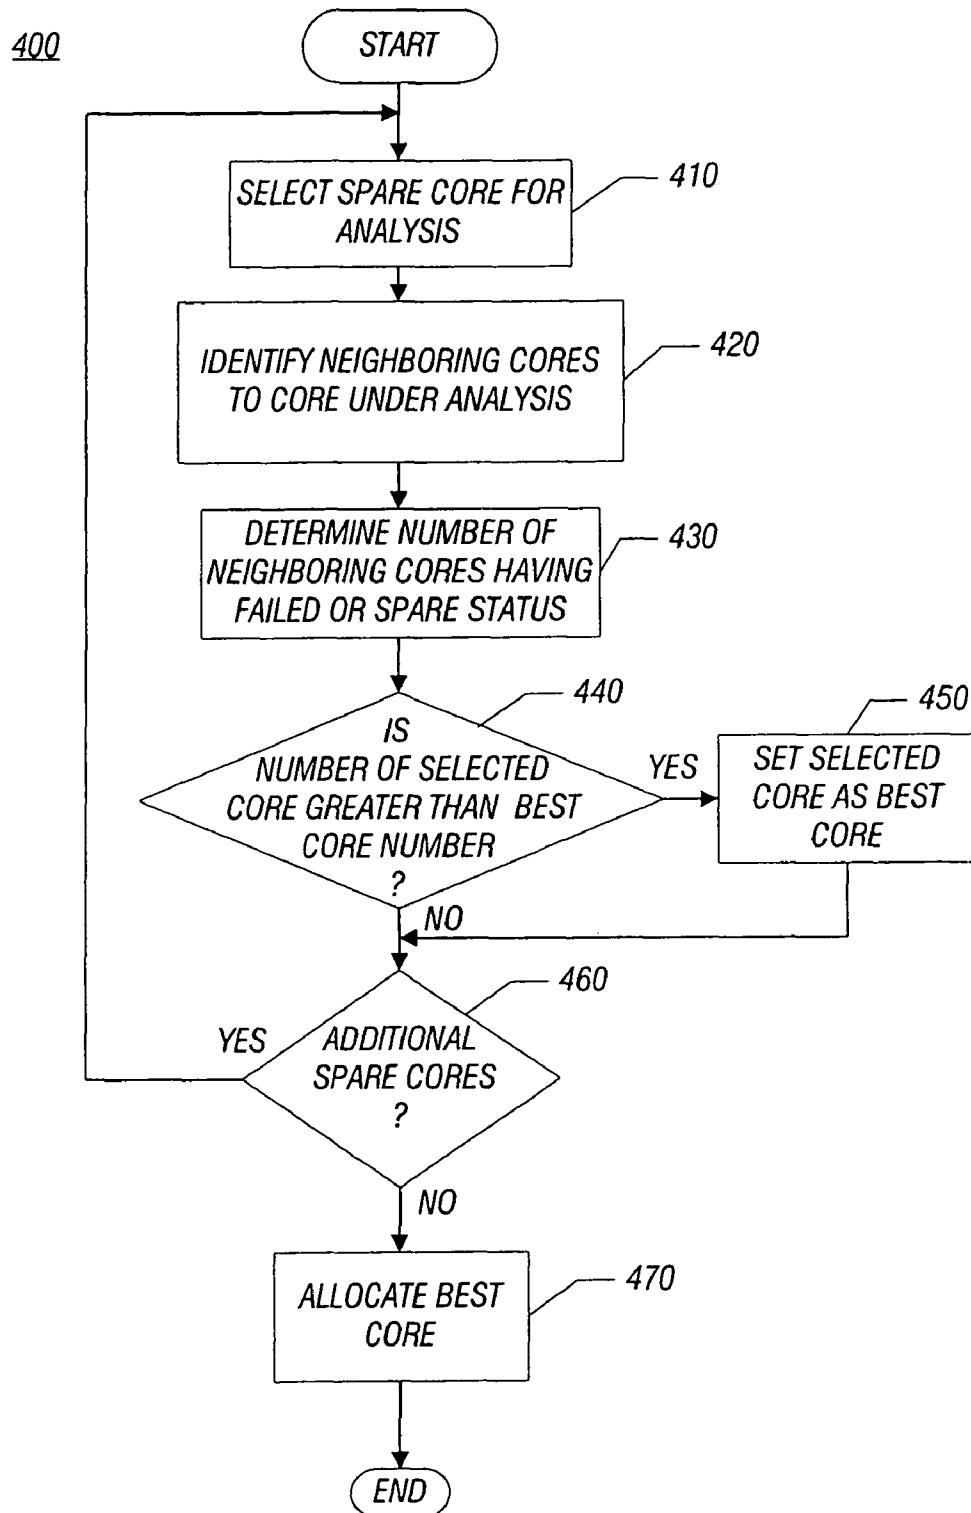 400
START
SELECT SPARE CORE FOR
ANALYSIS
410
IDENTIFY NEIGHBORING CORES
TO CORE UNDER ANALYSIS
420
DETERMINE NUMBER OF
NEIGHBORING CORES HAVING
FAILED OR SPARE STATUS
430
440
IS
NUMBER OF SELECTED
CORE GREATER THAN BEST
CORE NUMBER
?
YES
450
SET SELECTED
CORE AS BEST
CORE
NO
460
YES
ADDITIONAL
SPARE CORES
?
NO
ALLOCATE BEST
CORE
470
END